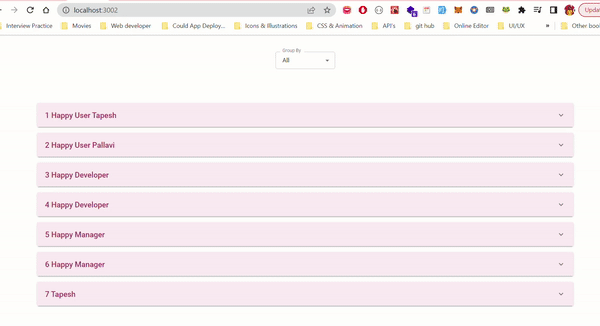 localhost:3002
Updat
Interview Practice Movies Web developer Could App Deploy... Icons & Illustrations CSS & Animation API's git hub Online Editor UI/UX » Other boo
Group By
All
1 Happy User Tapesh
2 Happy User Pallavi
3 Happy Developer
4 Happy Developer
5 Happy Manager
6 Happy Manager
7 Tapesh